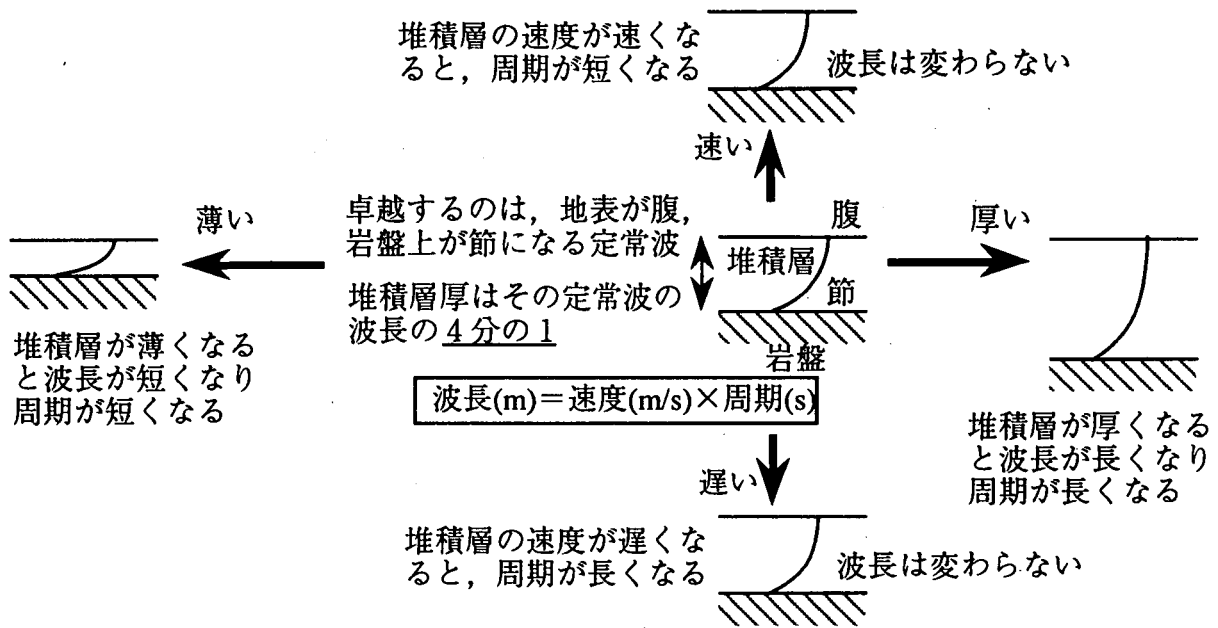 堆積層の速度が速くな
ると，周期が短くなる
波長は変わらない
速い
薄い
卓越するのは，地表が腹，
岩盤上が節になる定常波
堆積層厚はその定常波の
波長の4分の1
腹
堆積層
節
岩盤
厚い
堆積層が薄くなる
と波長が短くなり
周期が短くなる
波長(m)＝速度(m/s)×周期(s)
堆積層が厚くなる
と波長が長くなり
周期が長くなる
遅い
堆積層の速度が遅くな
ると，周期が長くなる
波長は変わらない